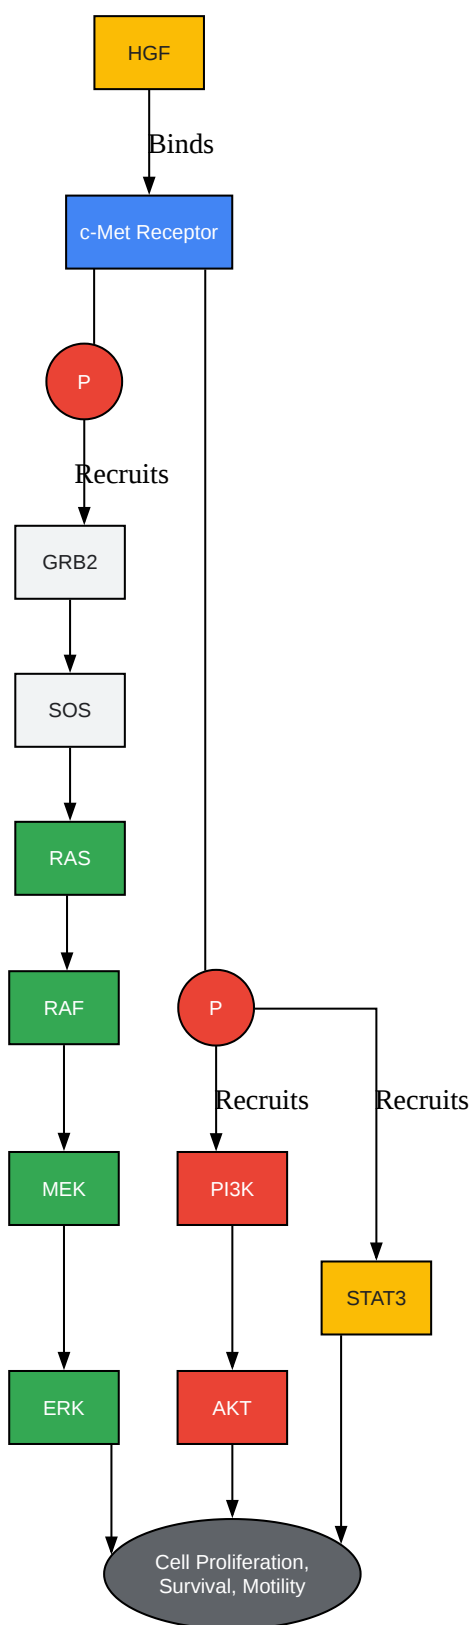 HGF
Binds
c-Met Receptor
P
Recruits
GRB2
SOS
RAS
RAF
P
Recruits
Recruits
MEK
PI3K
STAT3
ERK
AKT
Cell Proliferation,
Survival, Motility